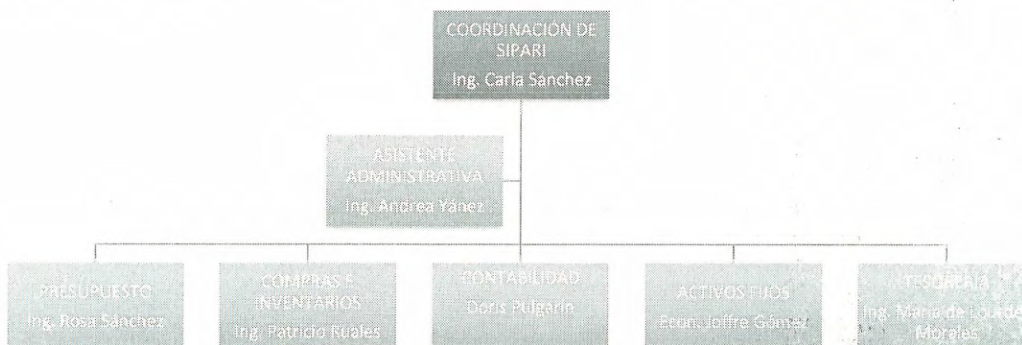 COORDINACIÓN DE
SIPARI
Ing. Carla Sánchez
ASISTENTE
ADMINISTRATIVA
Ing. Andrea Yánez
PRESUPUESTO
Ing. Rosa Sánchez
COMPRAS E
INVENTARIOS
Ing. Patricio Ruales
CONTABILIDAD
Doris Pulgarín
ACTIVOS FIJOS
Econ. Joffre Gómez
TESORERÍA
Ing. María de Lourdes
Morales